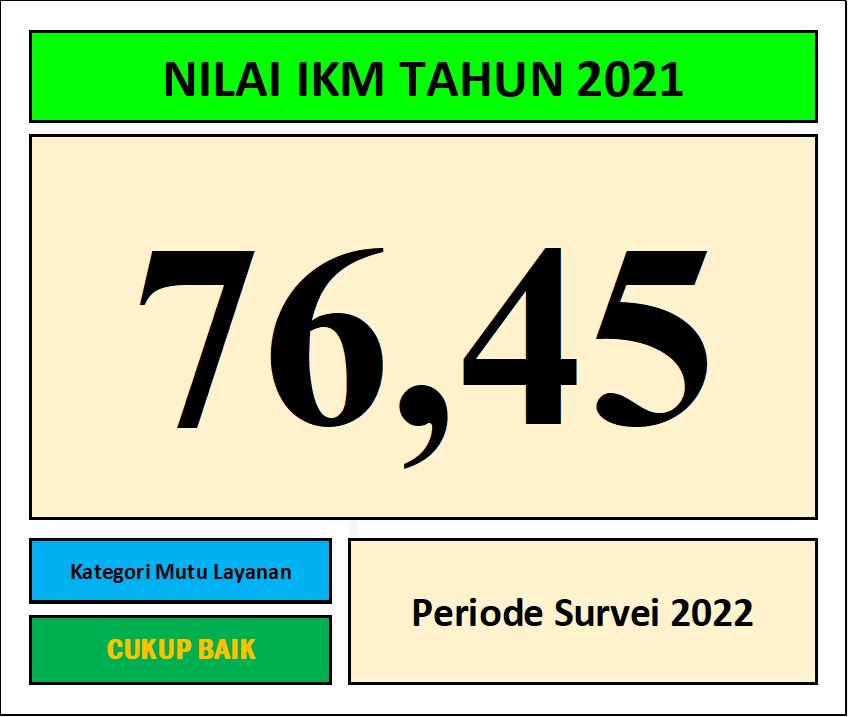 NILAI IKM TAHUN 2021
76,45
Kategori Mutu Layanan
CUKUP BAIK
Periode Survei 2022